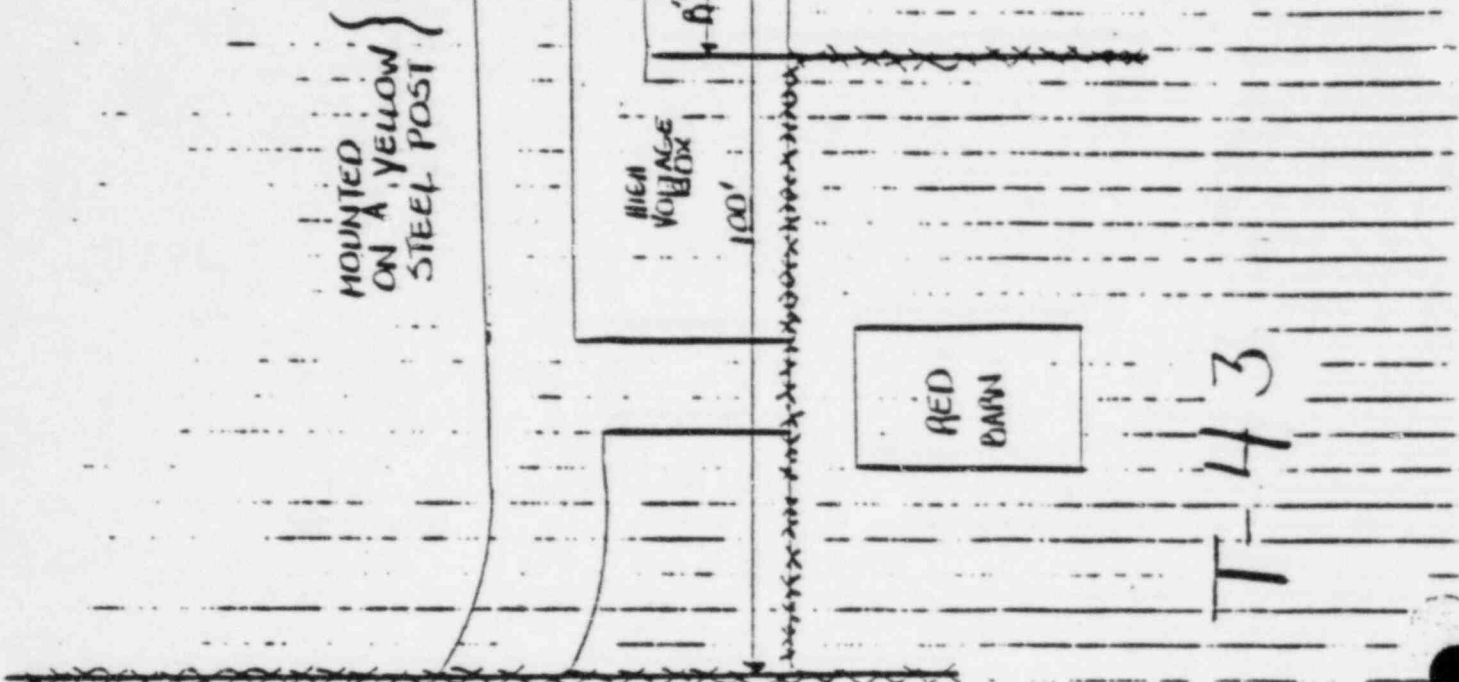 MOUNTED
ON A YELLOW
STEEL POST
HIGH
VOLTAGE
BOX
100'
RED
BARN
T-43